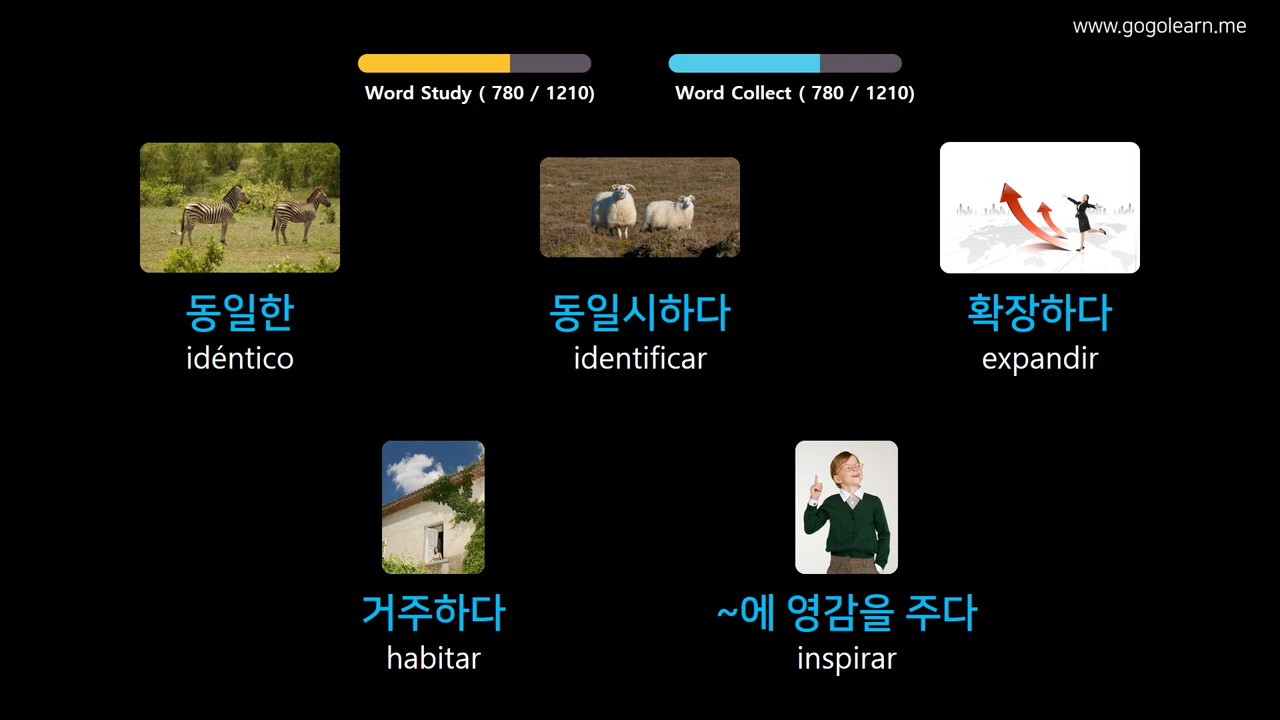 www.gogolearn.me
Word Study ( 780 / 1210)
Word Collect ( 780 / 1210)
동일한
idéntico
동일시하다
identificar
확장하다
expandir
거주하다
habitar
~에 영감을 주다
inspirar